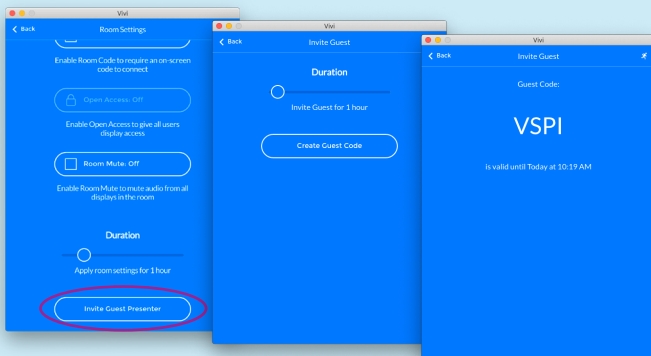 Vivi
Back
Room Settings
Enable Room Code to require an on-screen
code to connect
Open Access: Off
Enable Open Access to give all users
display access
Room Mute: Off
Enable Room Mute to mute audio from all
displays in the room
Duration
Apply room settings for 1 hour
Invite Guest Presenter
Vivi
Back
Invite Guest
Duration
Invite Guest for 1 hour
Create Guest Code
Vivi
Back
Invite Guest
Guest Code:
VSPI
is valid until Today at 10:19 AM